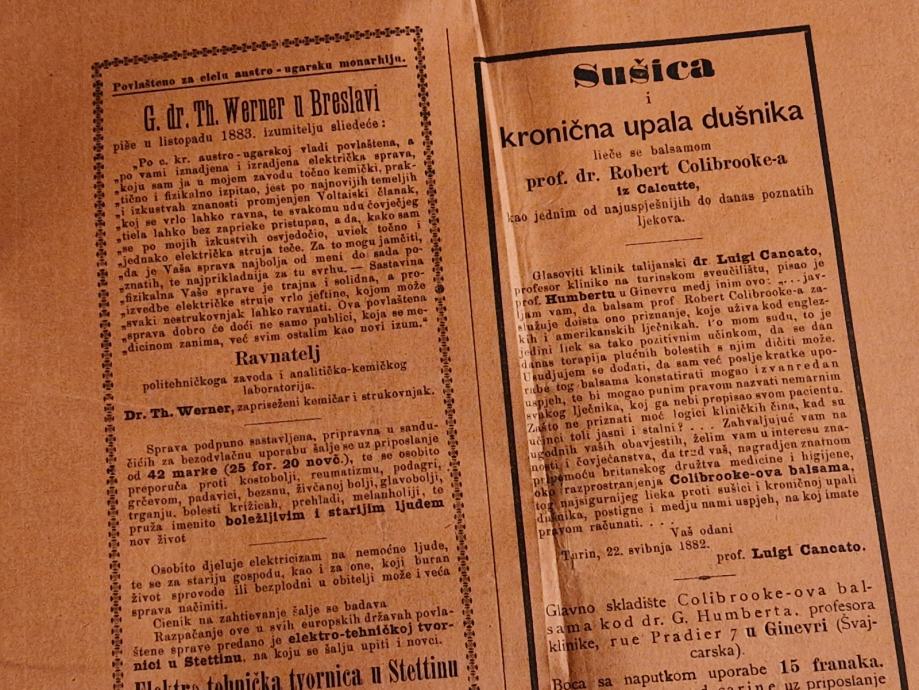 Povlašteno za cielu austro-ugarsku monarhiju.
G. dr. Th. Werner u Breslavi
piše u listopadu 1883. izumitelju sliedeće:
„Po c. kr. austro-ugarskoj vladi povlaštena, a
„po vami iznadjena i izradjena električka sprava,
„koju sam ja u mojem zavodu točno kemički, prak-
„tično i fizikalno izpitao, jest po najnovijih temeljih
„i izkustvah znanosti promjenjen Voltaiski članak,
„koj se vrlo lahko ravna, te svakomu udu čovječjeg
„tiela lahko bez zapreke pristupan, a da, kako sam
„se po mojih izkustvih osvjedočio, uviek točno i
„jednako električka struja teče. Za to mogu jamčiti,
„da je Vaša sprava najbolja od meni do sada po-
„znatih, te najprikladnija za tu svrhu. — Sastavina
„fizikalna Vaše sprave je trajna i solidna, a pro-
„izvedbe električke struje vrlo jeftine, kojom može
„svaki nestrukovnjak lahko ravnati. Ova povlaštena
„sprava dobro će doći ne samo publici, koja se me-
„dicinom zanima, već svim ostalim kao novi izum.“
Ravnatelj
politehničkoga zavoda i analitičko-kemičkog
laboratorija.
Dr. Th. Werner, zapriseženi kemičar i strukovnjak.
Sprava podpuno sastavljena, pripravna u sandu-
čićih za bezodvlačnu uporabu šalje se uz priposlanje
od 42 marke (25 for. 20 novč.), te se osobito
preporuča proti kostobolji, reumatizmu, podagri,
grčevom, padavici, bezsnu, živčanoj bolji, glavobolji,
trganju, bolesti križicah, prehladi, melanholiji, te
pruža imenito boležljivim i starijim ljudem
nov život
Osobito djeluje electricizam na nemoćne ljude,
te se za stariju gospodu, kao i za one, koji buran
život sprovode ili bezplodni u obitelji može i veća
sprava načiniti.
Cienik na zahtievanje šalje se badava
Razpačanje ove u svih europskih državah povla-
štene sprave predano je elektro-tehničkoj tvor-
nici u Stettinu, na koju se šalju upiti i novci.
Elektro tehnička tvornica u Stettinu
Sušica
i
kronična upala dušnika
lieče se balsamom
prof. dr. Robert Colibrooke-a
iz Calcutte,
kao jednim od najuspješnijih do danas poznatih
ljekova.
Glasoviti klinik talijanski dr. Luigi Cancato,
profesor klinike na turinskom sveučilištu, pisao je
prof. Humbertu u Ginevru medj inim ovo: „... jav-
ljam vam, da balsam prof. Robert Colibrooke-a za-
služuje doista ono priznanje, koje uživa kod englez-
kih i amerikanskih lječnikah. Po mom sudu, to je
jedini liek sa tako pozitivnim učinkom, da se dan
danas terapija plućnih bolestih s njim dičiti može.
Usudjujem se dodati, da sam već poslje kratke upo-
rabe tog balsama konstatirati mogao izvanredan
uspjeh, te bi mogao punim pravom nazvati nemarnim
svakog lječnika, koj ga nebi propisao svom pacientu.
Zašto ne priznati moć logici kliničkih čina, kad su
učinci toli jasni i stalni? ... Zahvaljujuć vam na
ugodnih vaših obavjestih, želim vam u interesu zna-
nosti i čovječanstva, da trud vaš, nagradjen znatnom
pripomoću britanskog družtva medicine i higijene,
oko razprostranjenja Colibrooke-ova balsama,
tog najsigurnijeg lieka proti sušici i kroničnoj upali
dušnika, postigne i medju nami uspjeh, na koj imate
pravom računati. ...
Vaš odani
Turin, 22. svibnja 1882.
prof. Luigi Cancato.
Glavno skladište Colibrooke-ova bal-
sama kod dr. G. Humberta, profesora
klinike, rue Pradier 7 u Ginevri (Švaj-
carska).
Boca sa naputkom uporabe 15 franaka.
uz priposlanje